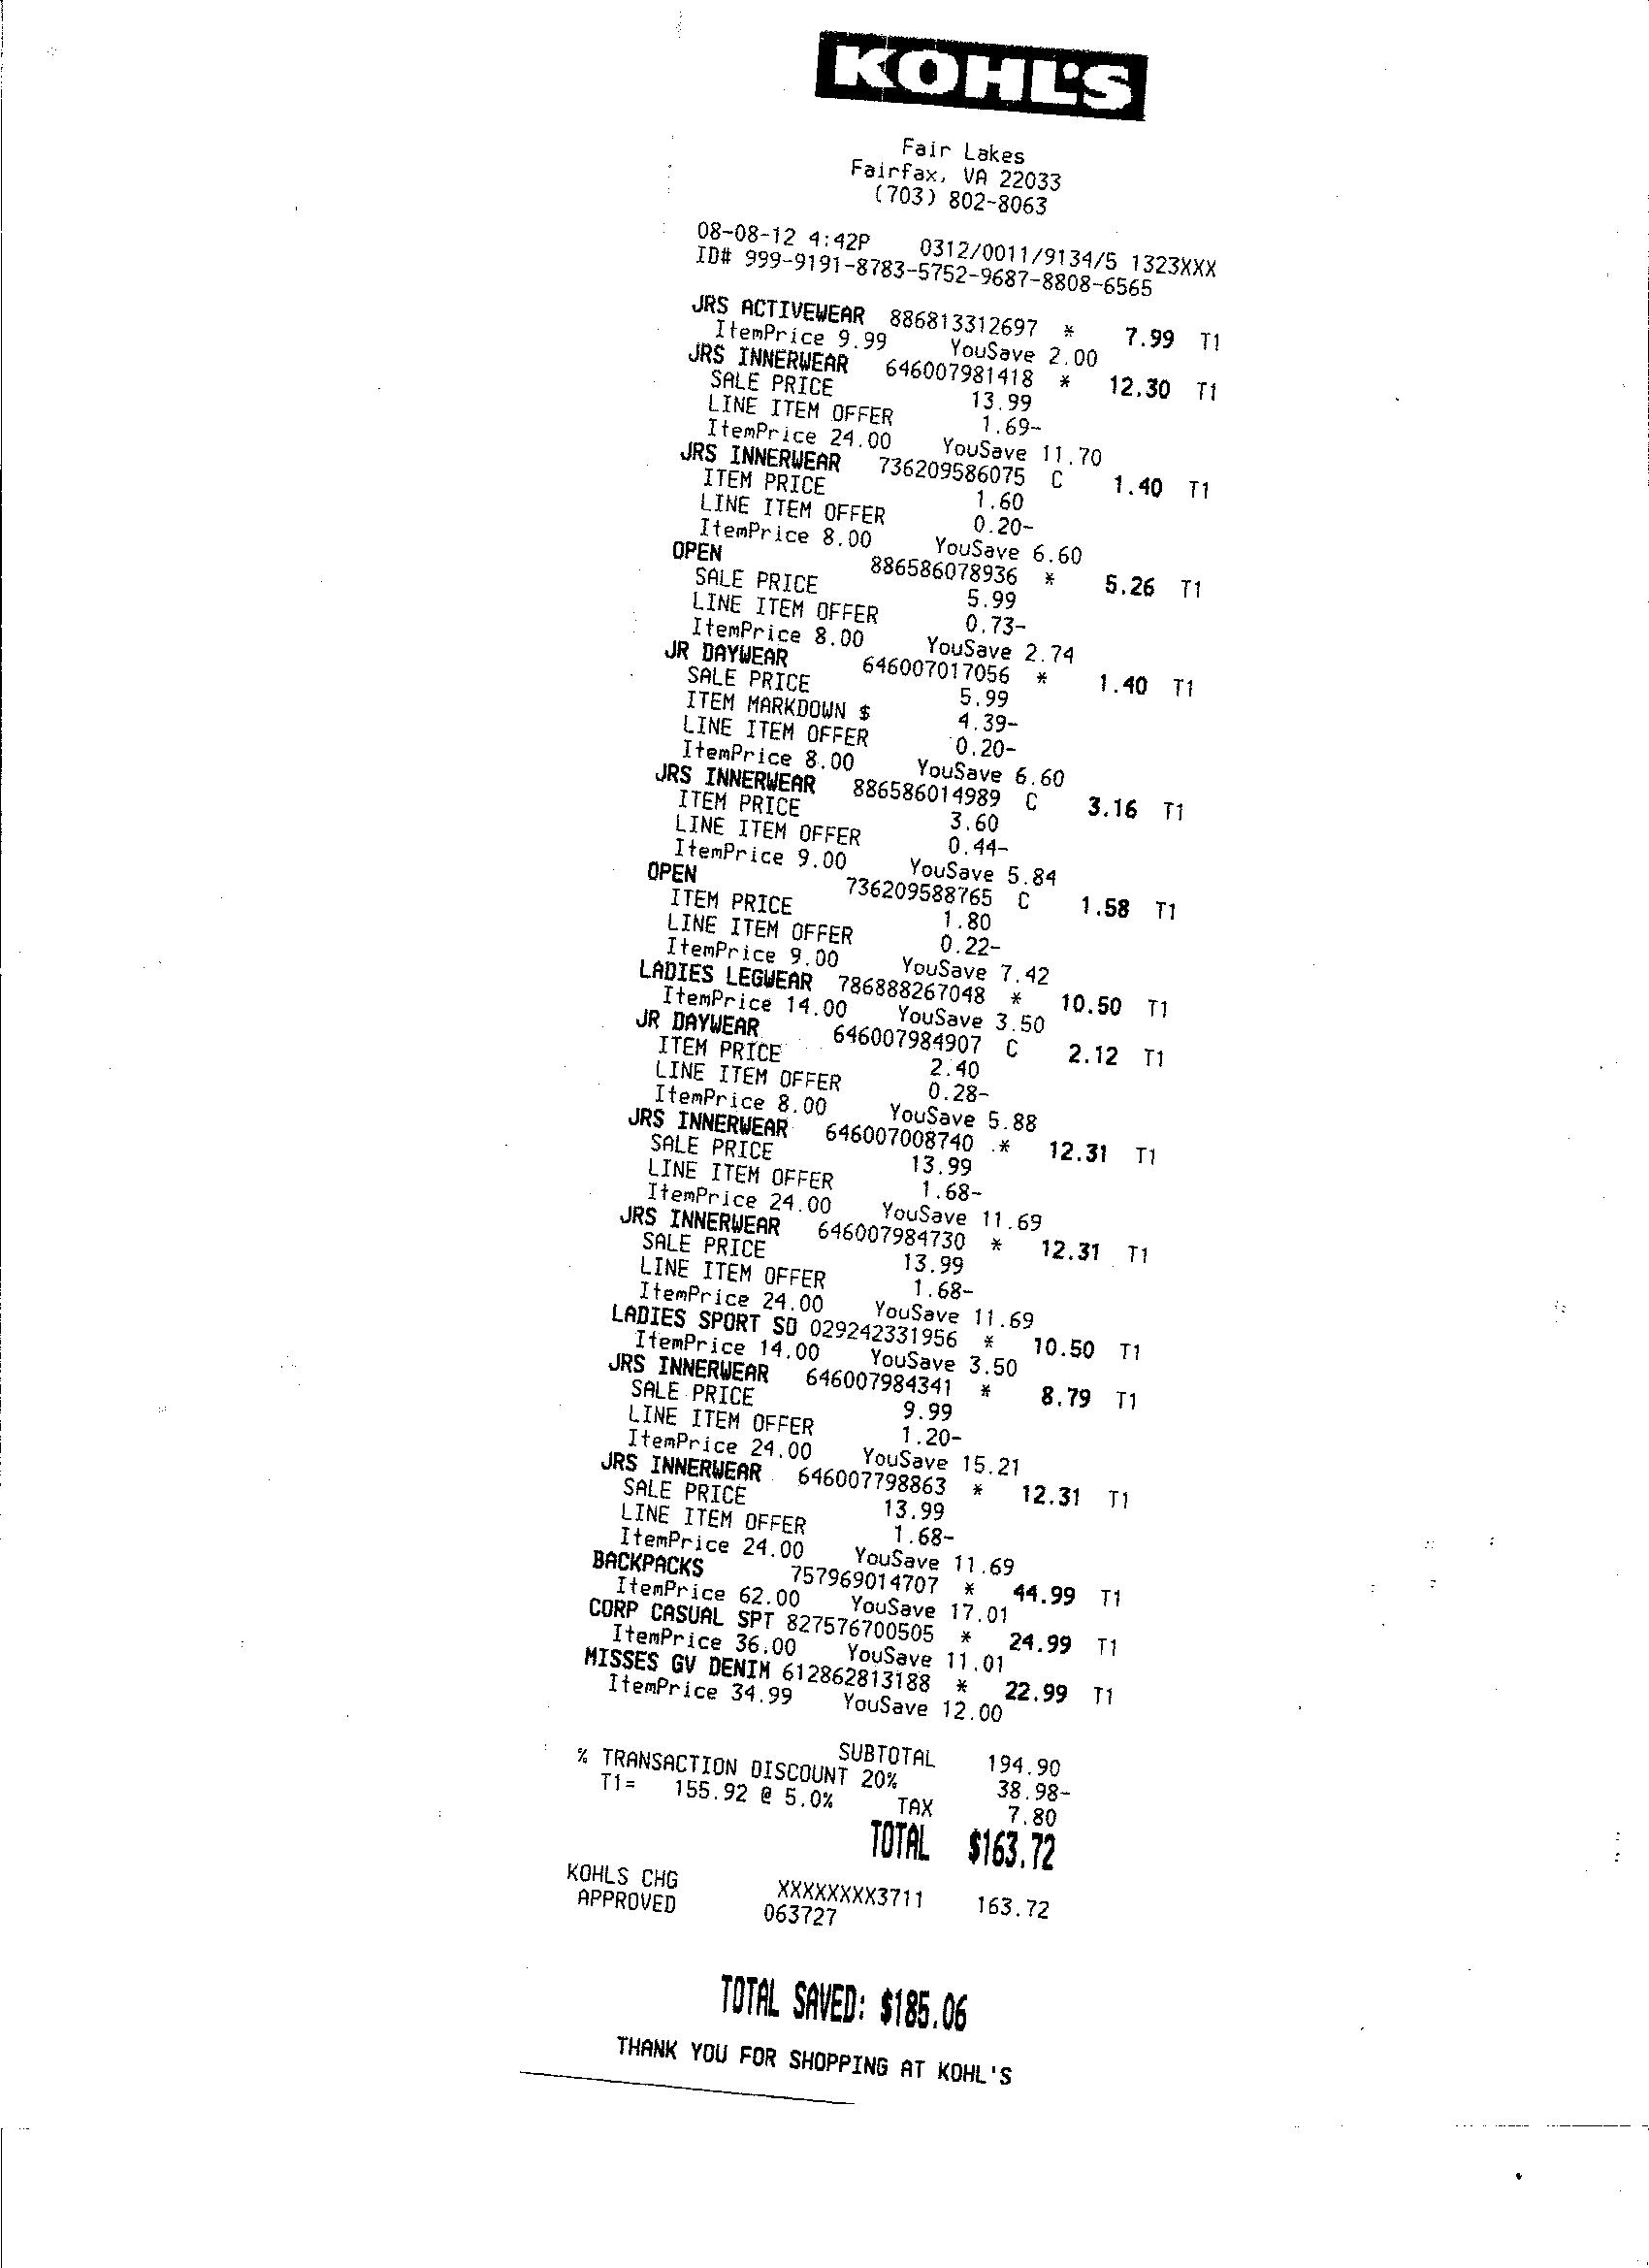 KOHL'S
Fair Lakes
Fairfax, VA 22033
(703) 802-8063
08-08-12 4:42P 0312/0011/9134/5 1323XXX
ID# 999-9191-8783-5752-9687-8808-6565
JRS ACTIVEWEAR 886813312697 * 7.99 T1
ItemPrice 9.99 YouSave 2.00
JRS INNERWEAR 646007981418 * 12.30 T1
SALE PRICE 13.99
LINE ITEM OFFER 1.69-
ItemPrice 24.00 YouSave 11.70
JRS INNERWEAR 736209586075 C 1.40 T1
ITEM PRICE 1.60
LINE ITEM OFFER 0.20-
ItemPrice 8.00 YouSave 6.60
OPEN 886586078936 * 5.26 T1
SALE PRICE 5.99
LINE ITEM OFFER 0.73-
ItemPrice 8.00 YouSave 2.74
JR DAYWEAR 646007017056 * 1.40 T1
SALE PRICE 5.99
ITEM MARKDOWN $ 4.39-
LINE ITEM OFFER 0.20-
ItemPrice 8.00 YouSave 6.60
JRS INNERWEAR 886586014989 C 3.16 T1
ITEM PRICE 3.60
LINE ITEM OFFER 0.44-
ItemPrice 9.00 YouSave 5.84
OPEN 736209588765 C 1.58 T1
ITEM PRICE 1.80
LINE ITEM OFFER 0.22-
ItemPrice 9.00 YouSave 7.42
LADIES LEGWEAR 786888267048 * 10.50 T1
ItemPrice 14.00 YouSave 3.50
JR DAYWEAR 646007984907 C 2.12 T1
ITEM PRICE 2.40
LINE ITEM OFFER 0.28-
ItemPrice 8.00 YouSave 5.88
JRS INNERWEAR 646007008740 * 12.31 T1
SALE PRICE 13.99
LINE ITEM OFFER 1.68-
ItemPrice 24.00 YouSave 11.69
JRS INNERWEAR 646007984730 * 12.31 T1
SALE PRICE 13.99
LINE ITEM OFFER 1.68-
ItemPrice 24.00 YouSave 11.69
LADIES SPORT SO 029242331956 * 10.50 T1
ItemPrice 14.00 YouSave 3.50
JRS INNERWEAR 646007984341 * 8.79 T1
SALE PRICE 9.99
LINE ITEM OFFER 1.20-
ItemPrice 24.00 YouSave 15.21
JRS INNERWEAR 646007798863 * 12.31 T1
SALE PRICE 13.99
LINE ITEM OFFER 1.68-
ItemPrice 24.00 YouSave 11.69
BACKPACKS 757969014707 * 44.99 T1
ItemPrice 62.00 YouSave 17.01
CORP CASUAL SPT 827576700505 * 24.99 T1
ItemPrice 36.00 YouSave 11.01
MISSES GV DENIM 612862813188 * 22.99 T1
ItemPrice 34.99 YouSave 12.00
SUBTOTAL 194.90
% TRANSACTION DISCOUNT 20% 38.98-
T1= 155.92 @ 5.0% TAX 7.80
TOTAL $163.72
KOHLS CHG XXXXXXXX3711 163.72
APPROVED 063727
TOTAL SAVED: $185.06
THANK YOU FOR SHOPPING AT KOHL'S